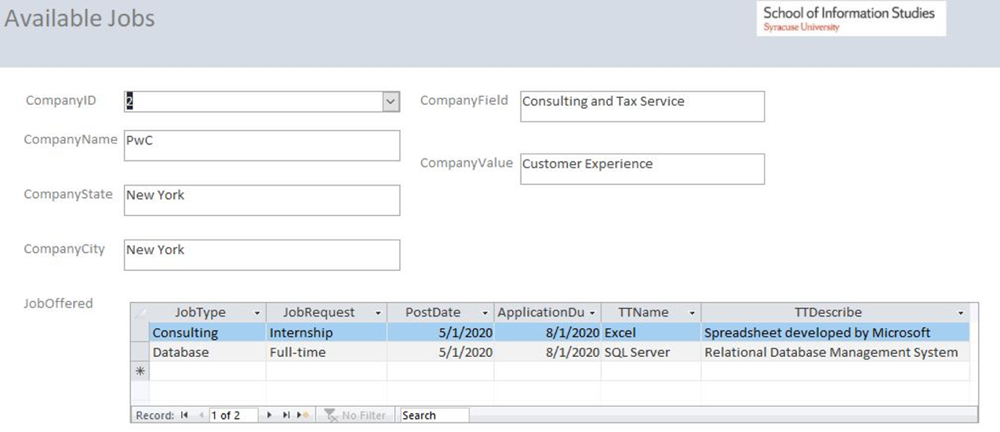 Available Jobs
School of Information Studies
Syracuse University
CompanyID 2
CompanyField Consulting and Tax Service
CompanyName PwC
CompanyValue Customer Experience
CompanyState New York
CompanyCity New York
JobOffered
JobType JobRequest PostDate ApplicationDu TTName TTDescribe
Consulting Internship 5/1/2020 8/1/2020 Excel Spreadsheet developed by Microsoft
Database Full-time 5/1/2020 8/1/2020 SQL Server Relational Database Management System
Record: 1 of 2 No Filter Search